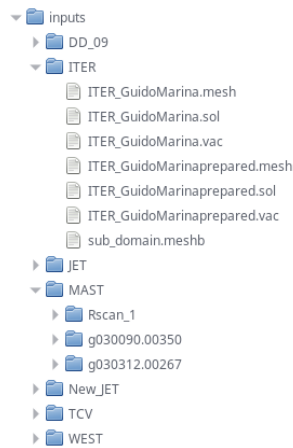 inputs
DD_09
ITER
ITER_GuidoMarina.mesh
ITER_GuidoMarina.sol
ITER_GuidoMarina.vac
ITER_GuidoMarinaprepared.mesh
ITER_GuidoMarinaprepared.sol
ITER_GuidoMarinaprepared.vac
sub_domain.meshb
JET
MAST
Rscan_1
g030090.00350
g030312.00267
New_JET
TCV
WEST